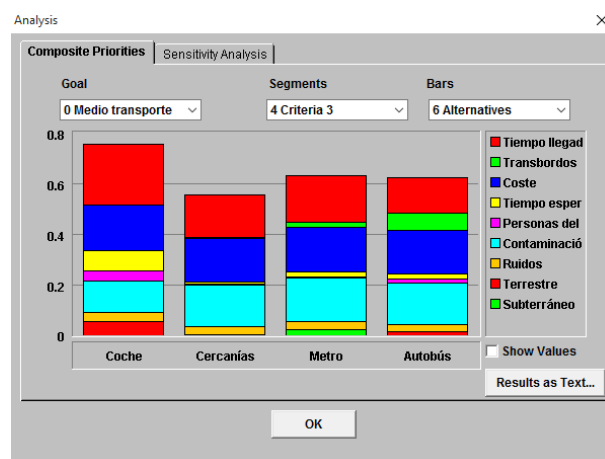 Analysis
Composite Priorities
Sensitivity Analysis
Goal
Segments
Bars
0 Medio transporte
4 Criteria 3
6 Alternatives
0.8
0.6
0.4
0.2
0
Coche
Cercanías
Metro
Autobús
Tiempo llegad
Transbordos
Coste
Tiempo esper
Personas del
Contaminació
Ruidos
Terrestre
Subterráneo
Show Values
Results as Text...
OK